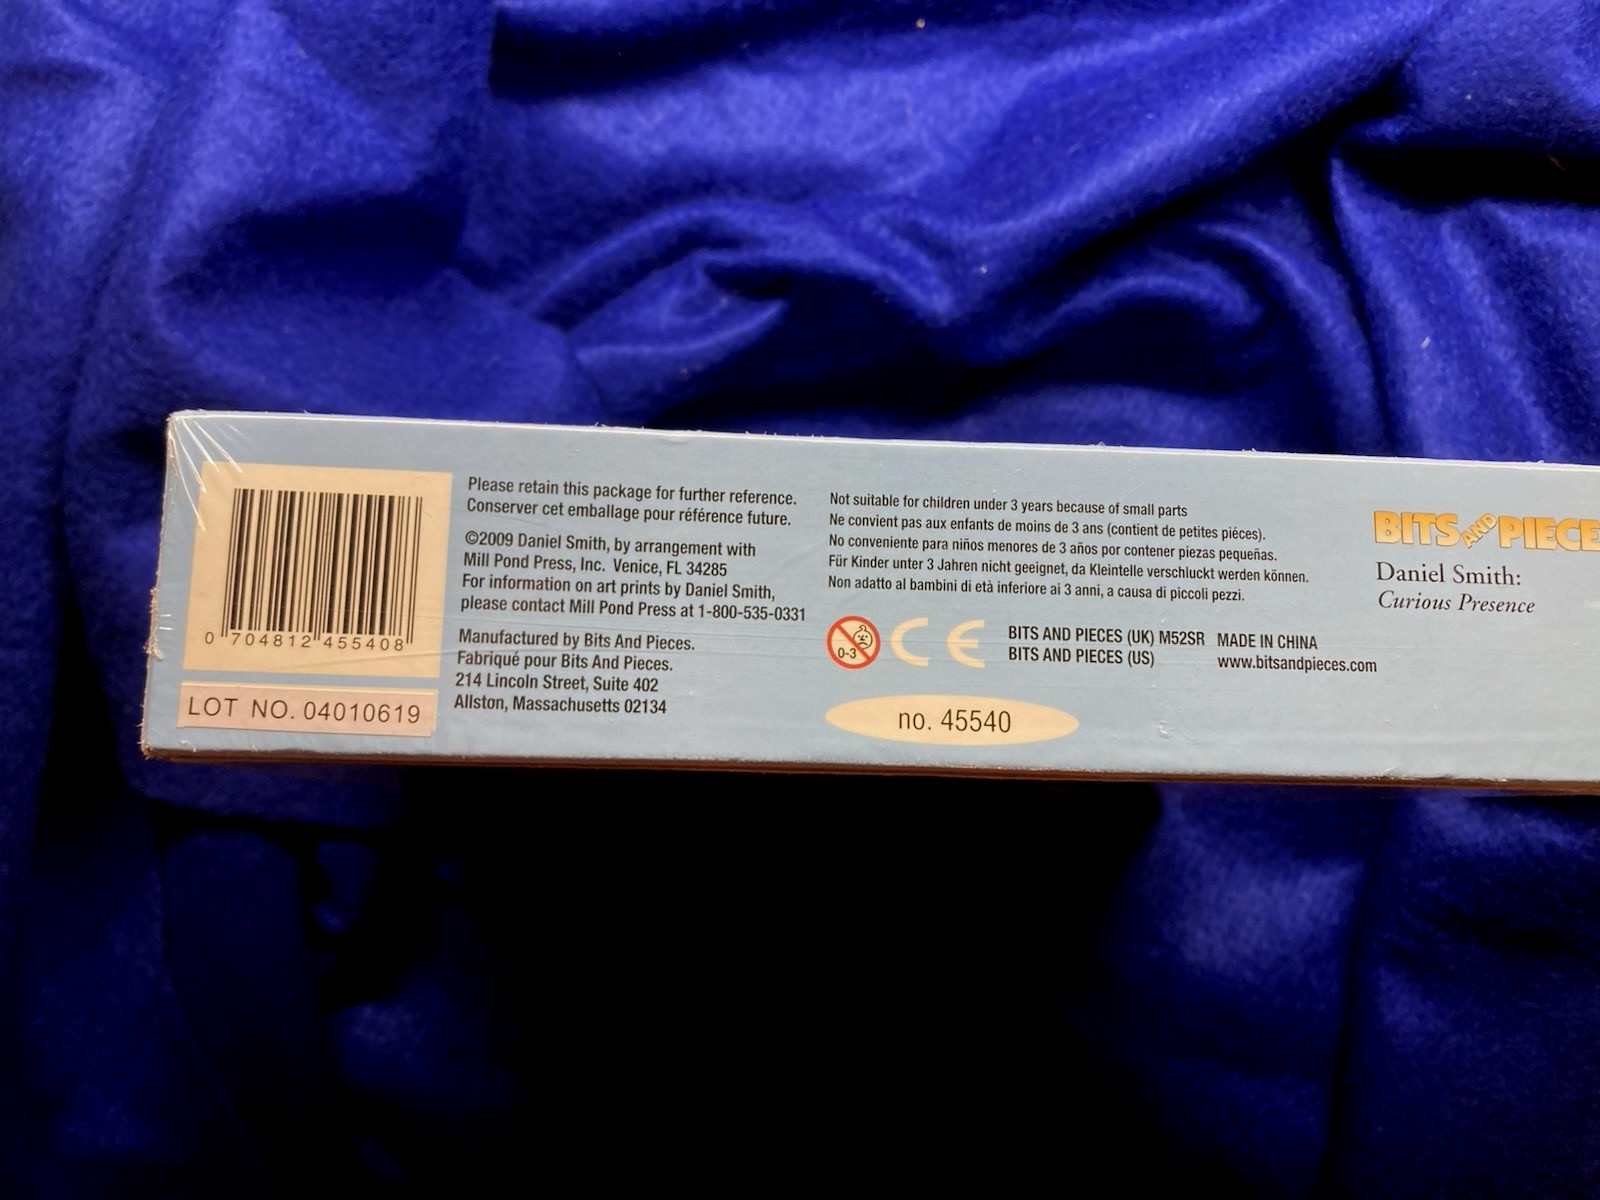 0 704812 455408
LOT NO. 04010619
Please retain this package for further reference.
Conserver cet emballage pour référence future.
©2009 Daniel Smith, by arrangement with
Mill Pond Press, Inc. Venice, FL 34285
For information on art prints by Daniel Smith,
please contact Mill Pond Press at 1-800-535-0331
Manufactured by Bits And Pieces.
Fabriqué pour Bits And Pieces.
214 Lincoln Street, Suite 402
Allston, Massachusetts 02134
Not suitable for children under 3 years because of small parts
Ne convient pas aux enfants de moins de 3 ans (contient de petites piéces).
No conveniente para niños menores de 3 años por contener piezas pequeñas.
Für Kinder unter 3 Jahren nicht geeignet, da Kleintelle verschluckt werden können.
Non adatto al bambini di età inferiore ai 3 anni, a causa di piccoli pezzi.
0-3
CE
BITS AND PIECES (UK) M52SR MADE IN CHINA
BITS AND PIECES (US) www.bitsandpieces.com
no. 45540
BITS AND PIECE
Daniel Smith:
Curious Presence